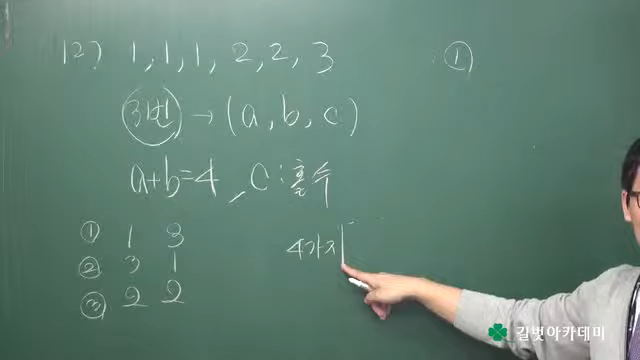 12) 1, 1, 1, 2, 2, 3
①
3번 → (a, b, c)
a+b=4, c : 홀수
① 1 3
② 3 1
③ 2 2
4가지
길벗아카데미